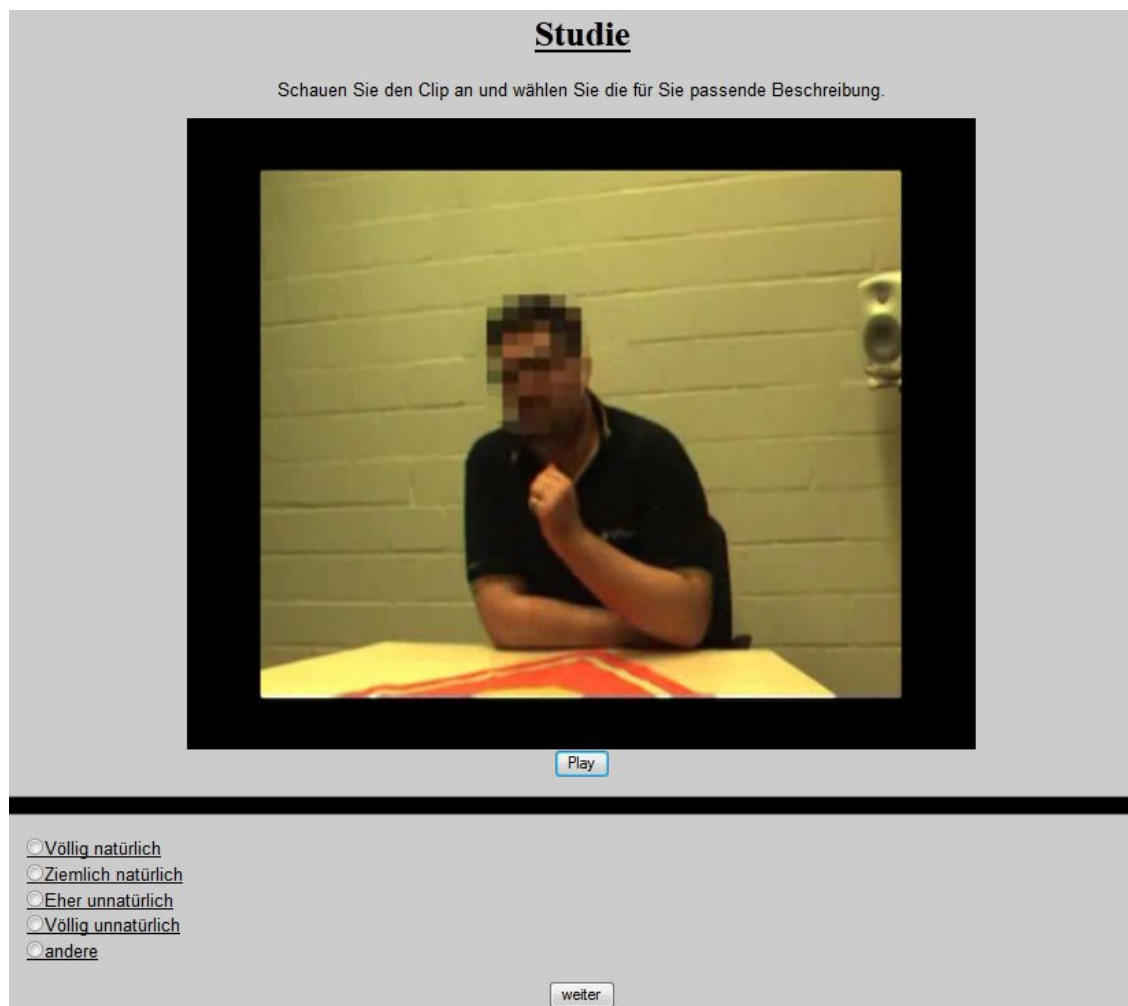 Studie
Schauen Sie den Clip an und wählen Sie die für Sie passende Beschreibung.
Play
Völlig natürlich
Ziemlich natürlich
Eher unnatürlich
Völlig unnatürlich
andere
weiter